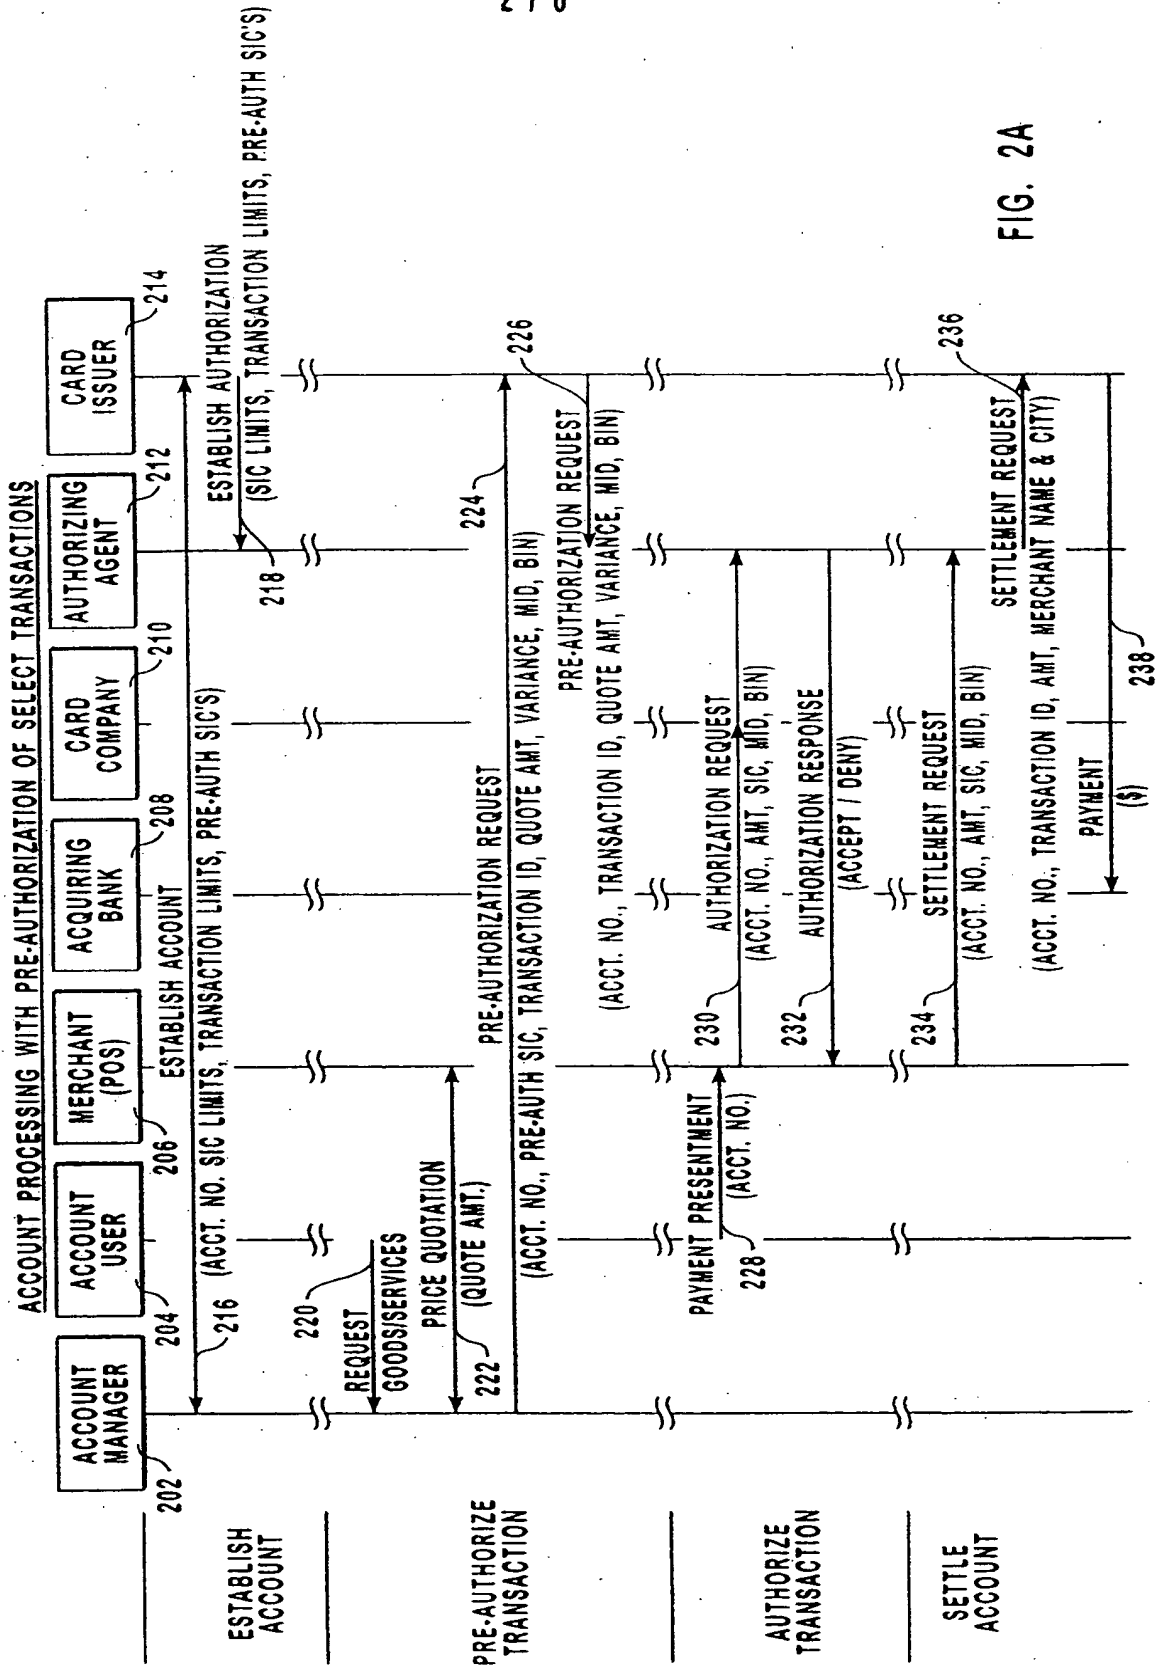 2 / 8
ACCOUNT PROCESSING WITH PRE-AUTHORIZATION OF SELECT TRANSACTIONS
ACCOUNT
MANAGER
202
ACCOUNT
USER
204
MERCHANT
(POS)
206
ACQUIRING
BANK
208
CARD
COMPANY
210
AUTHORIZING
AGENT
212
CARD
ISSUER
214
ESTABLISH
ACCOUNT
ESTABLISH ACCOUNT
216
(ACCT. NO. SIC LIMITS, TRANSACTION LIMITS, PRE-AUTH SIC'S)
ESTABLISH AUTHORIZATION
(SIC LIMITS, TRANSACTION LIMITS, PRE-AUTH SIC'S)
218
PRE-AUTHORIZE
TRANSACTION
220
REQUEST
GOODS/SERVICES
PRICE QUOTATION
(QUOTE AMT.)
222
PRE-AUTHORIZATION REQUEST
224
(ACCT. NO., PRE-AUTH SIC, TRANSACTION ID, QUOTE AMT, VARIANCE, MID, BIN)
226
PRE-AUTHORIZATION REQUEST
(ACCT. NO., TRANSACTION ID, QUOTE AMT, VARIANCE, MID, BIN)
AUTHORIZE
TRANSACTION
PAYMENT PRESENTMENT
(ACCT. NO.)
228
230
AUTHORIZATION REQUEST
(ACCT. NO., AMT, SIC, MID, BIN)
232
AUTHORIZATION RESPONSE
(ACCEPT / DENY)
SETTLE
ACCOUNT
234
SETTLEMENT REQUEST
(ACCT. NO., AMT, SIC, MID, BIN)
236
SETTLEMENT REQUEST
(ACCT. NO., TRANSACTION ID, AMT, MERCHANT NAME & CITY)
PAYMENT
($)
238
FIG. 2A